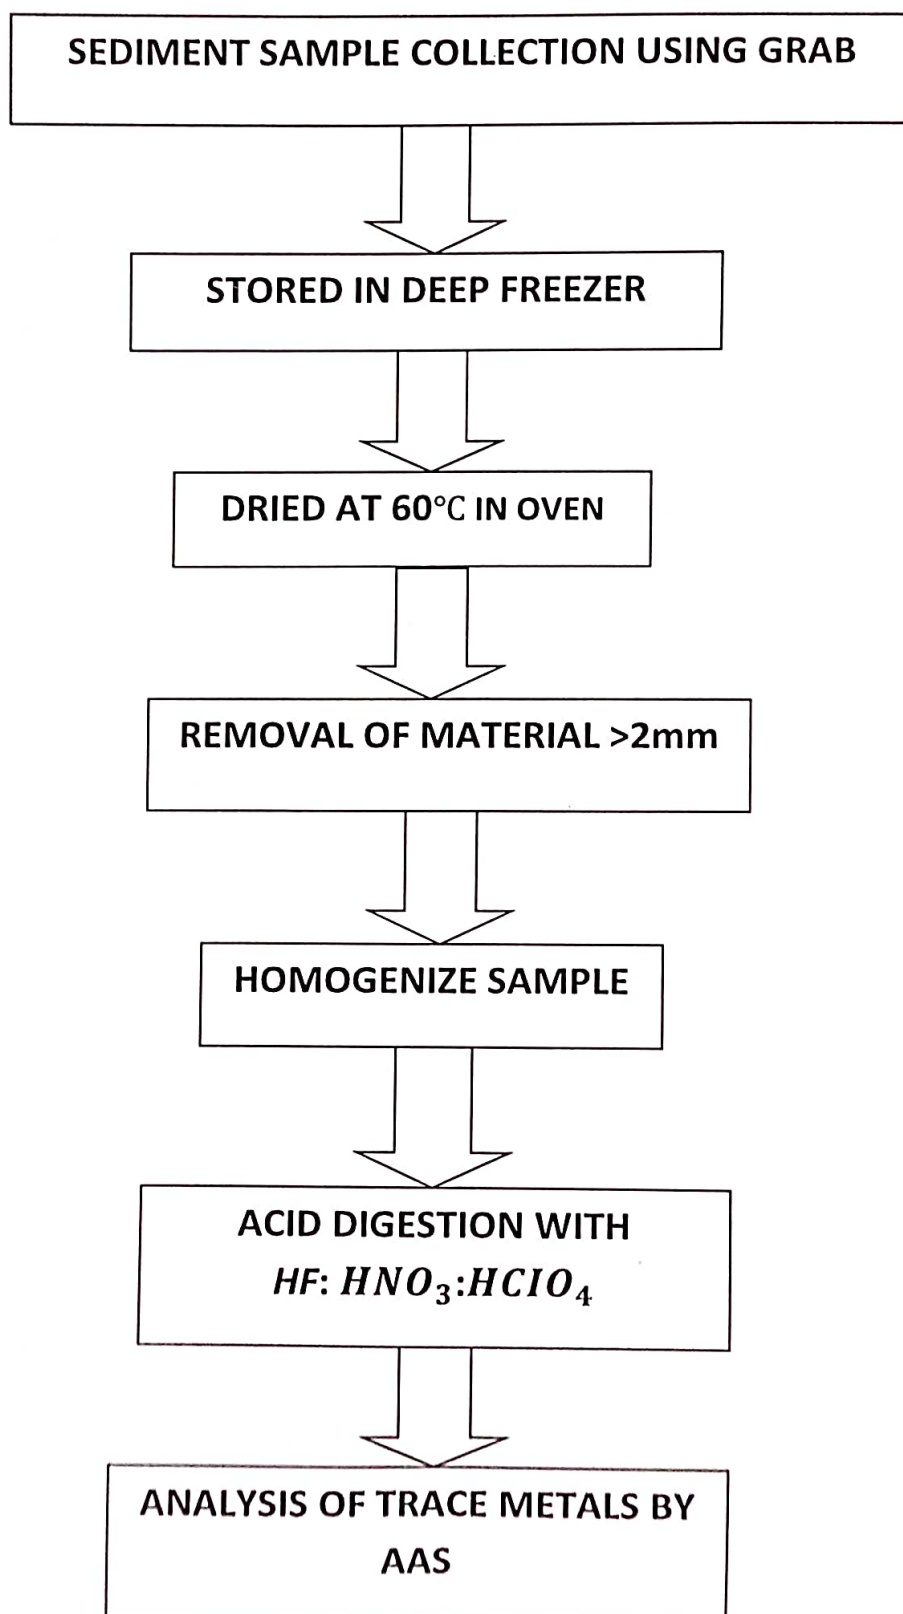 SEDIMENT SAMPLE COLLECTION USING GRAB
STORED IN DEEP FREEZER
DRIED AT 60°C IN OVEN
REMOVAL OF MATERIAL >2mm
HOMOGENIZE SAMPLE
ACID DIGESTION WITH
HF: HNO₃:HCIO₄
ANALYSIS OF TRACE METALS BY
AAS